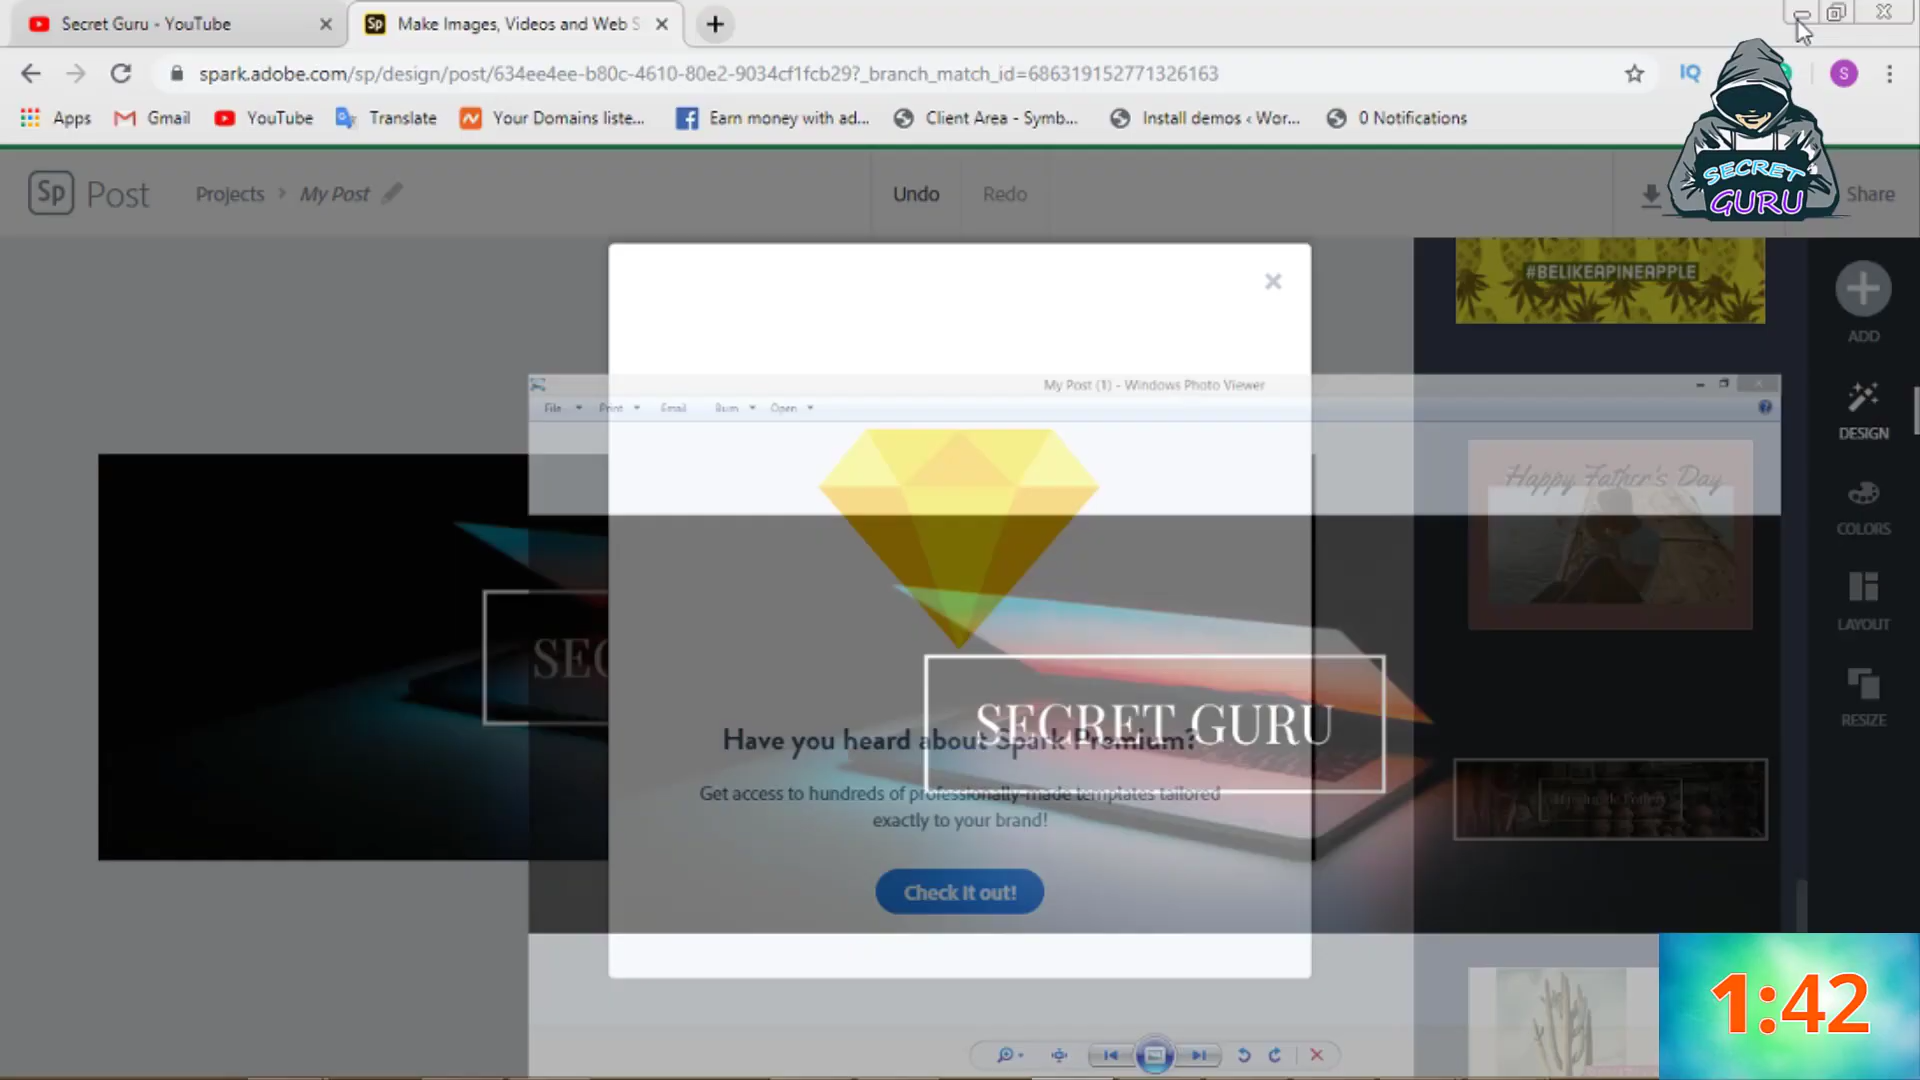 Secret Guru - YouTube
Make Images, Videos and Web S
spark.adobe.com/sp/design/post/634ee4ee-b80c-4610-80e2-9034cf1fcb29?_branch_match_id=686319152771326163
IQ
S
Apps
Gmail
YouTube
Translate
Your Domains liste...
Earn money with ad...
Client Area - Symb...
Install demos ‹ Wor...
0 Notifications
SECRET
GURU
Sp Post
Projects > My Post
Undo
Redo
Share
#BELIKEAPINEAPPLE
ADD
My Post (1) - Windows Photo Viewer
File
Print
Email
Burn
Open
DESIGN
Happy Father's Day
COLORS
LAYOUT
SEC
RESIZE
SECRET GURU
Have you heard about Spark Premium?
Get access to hundreds of professionally-made templates tailored
exactly to your brand!
Check it out!
1:42